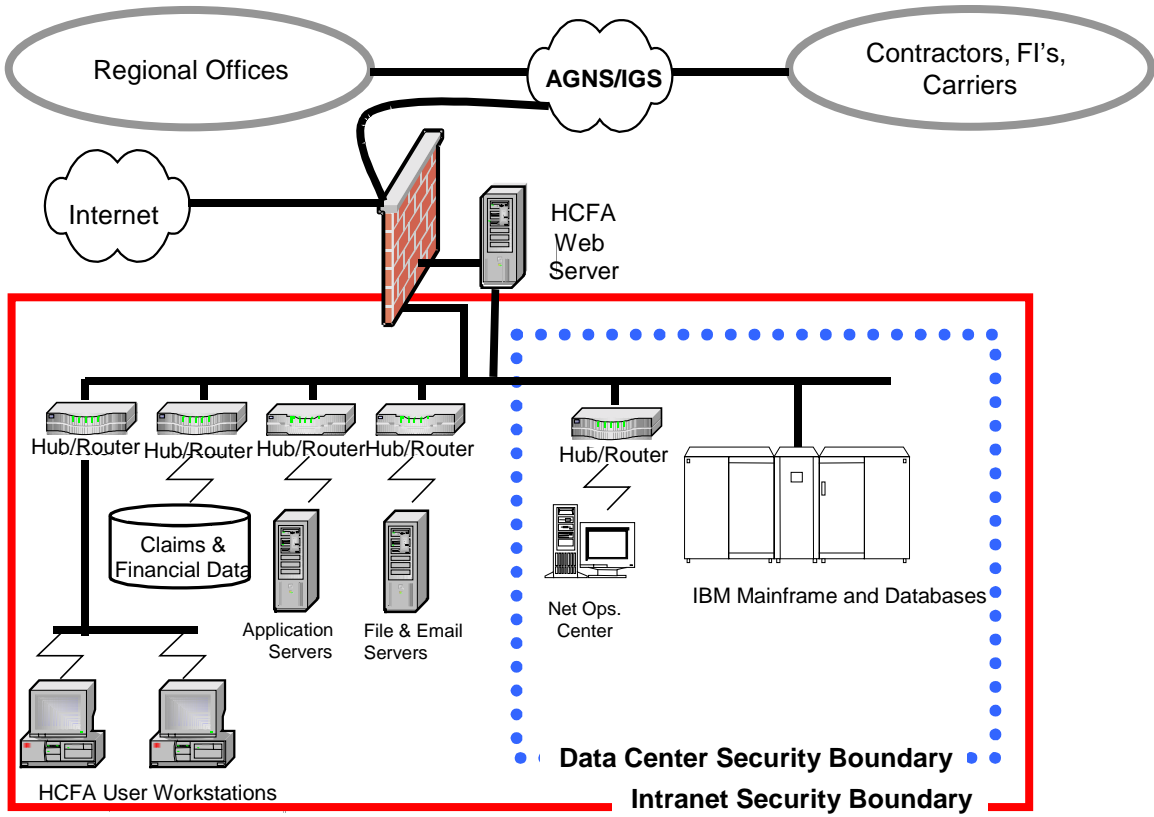 Regional Offices
AGNS/IGS
Contractors, FI's,
Carriers
Internet
HCFA
Web
Server
Hub/Router
Hub/Router
Hub/Router
Hub/Router
Hub/Router
Claims &
Financial Data
Application
Servers
File & Email
Servers
Net Ops.
Center
IBM Mainframe and Databases
HCFA User Workstations
Data Center Security Boundary
Intranet Security Boundary